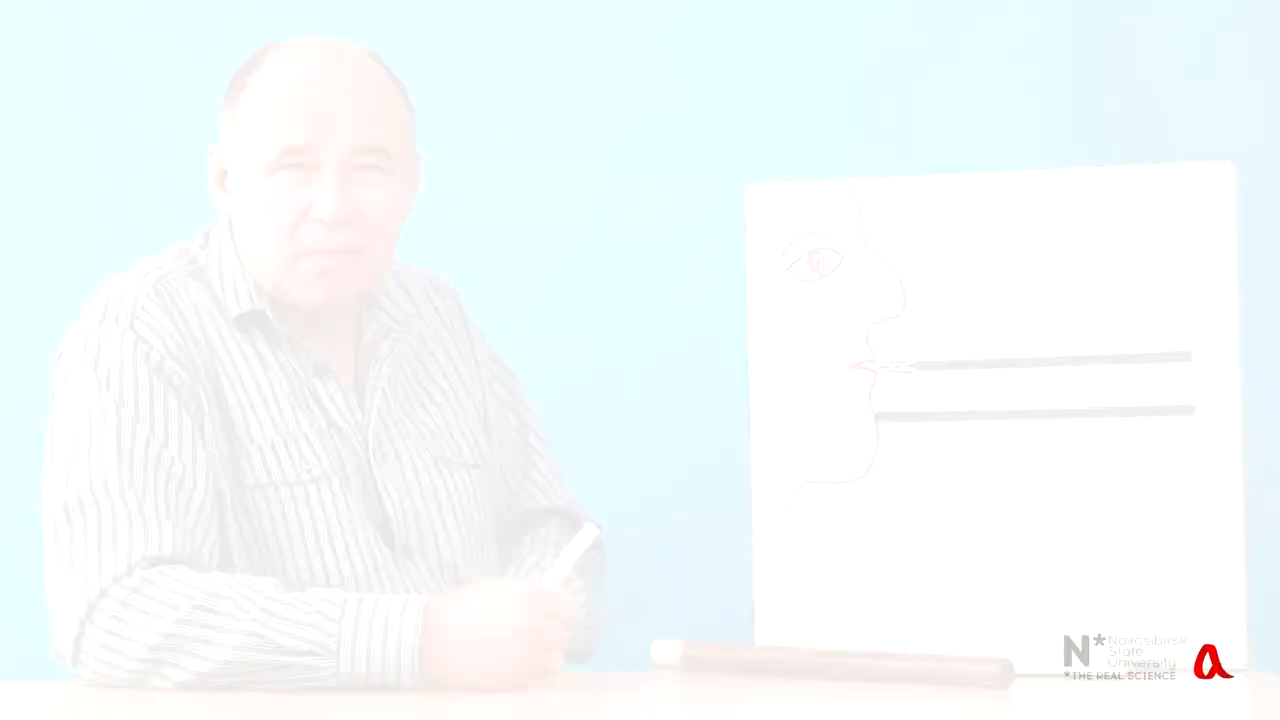 N*
Novosibirsk
State
University
*THE REAL SCIENCE
a